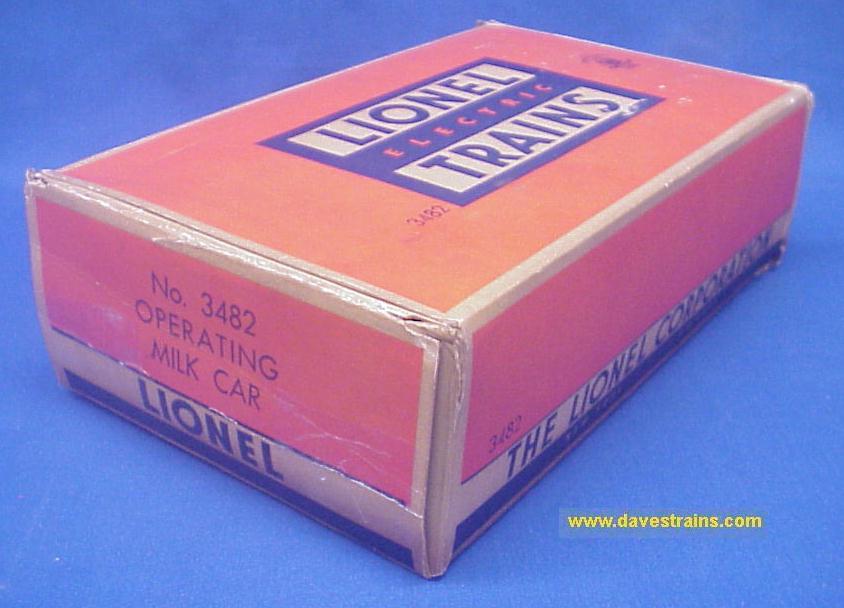 LIONEL
ELECTRIC
TRAINS
3482
No. 3482
OPERATING
MILK CAR
LIONEL
3482
THE LIONEL CORPORATION
www.davestrains.com